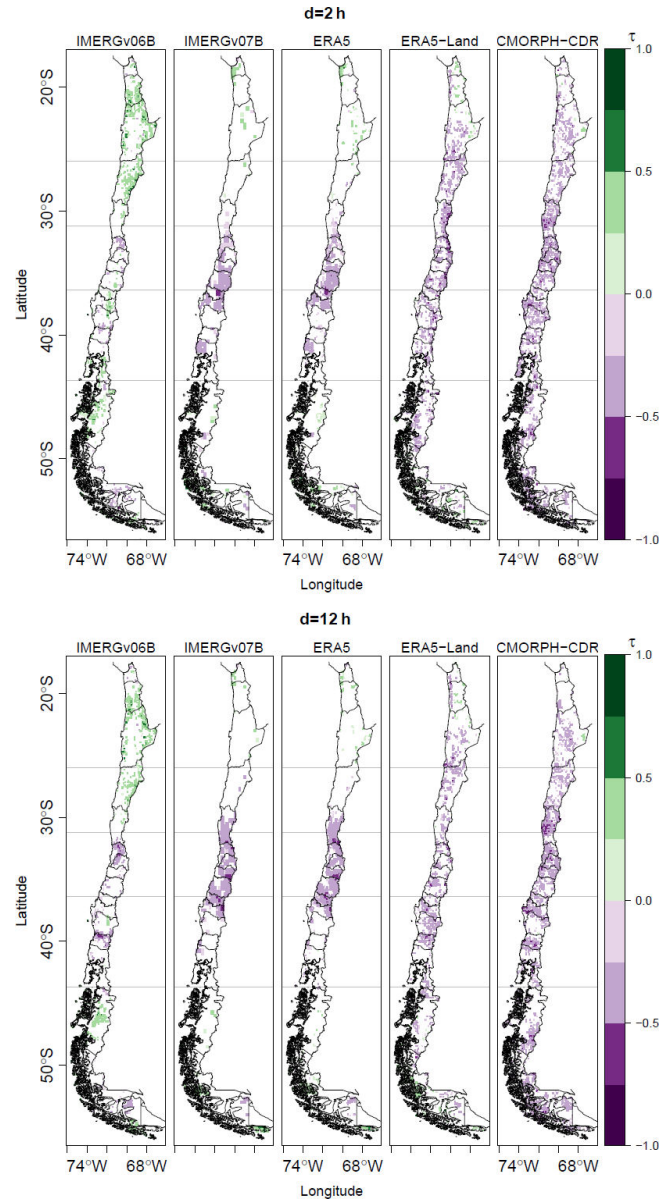 d=2 h
IMERGv06B IMERGv07B ERA5 ERA5−Land CMORPH−CDR τ
1.0
0.5
0.0
−0.5
−1.0
20°S
30°S
40°S
50°S
Latitude
74°W 68°W 74°W 68°W 74°W 68°W
Longitude
d=12 h
IMERGv06B IMERGv07B ERA5 ERA5−Land CMORPH−CDR τ
1.0
0.5
0.0
−0.5
−1.0
20°S
30°S
40°S
50°S
Latitude
74°W 68°W 74°W 68°W 74°W 68°W
Longitude